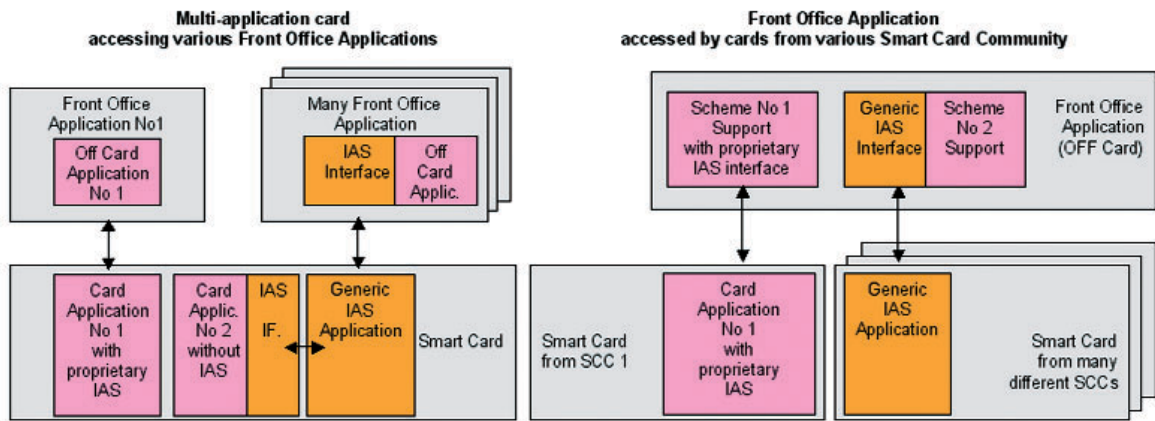 Multi-application card
accessing various Front Office Applications
Front Office
Application No1
Off Card
Application
No 1
Many Front Office
Application
IAS
Interface
Off
Card
Applic.
Card
Application
No 1
with
proprietary
IAS
Card
Applic.
No 2
without
IAS
IAS
IF.
Generic
IAS
Application
Smart Card
Front Office Application
accessed by cards from various Smart Card Community
Scheme No 1
Support
with proprietary
IAS interface
Generic
IAS
Interface
Scheme
No 2
Support
Front Office
Application
(OFF Card)
Smart Card
from SCC 1
Card
Application
No 1
with
proprietary
IAS
Generic
IAS
Application
Smart Card
from many
different SCCs